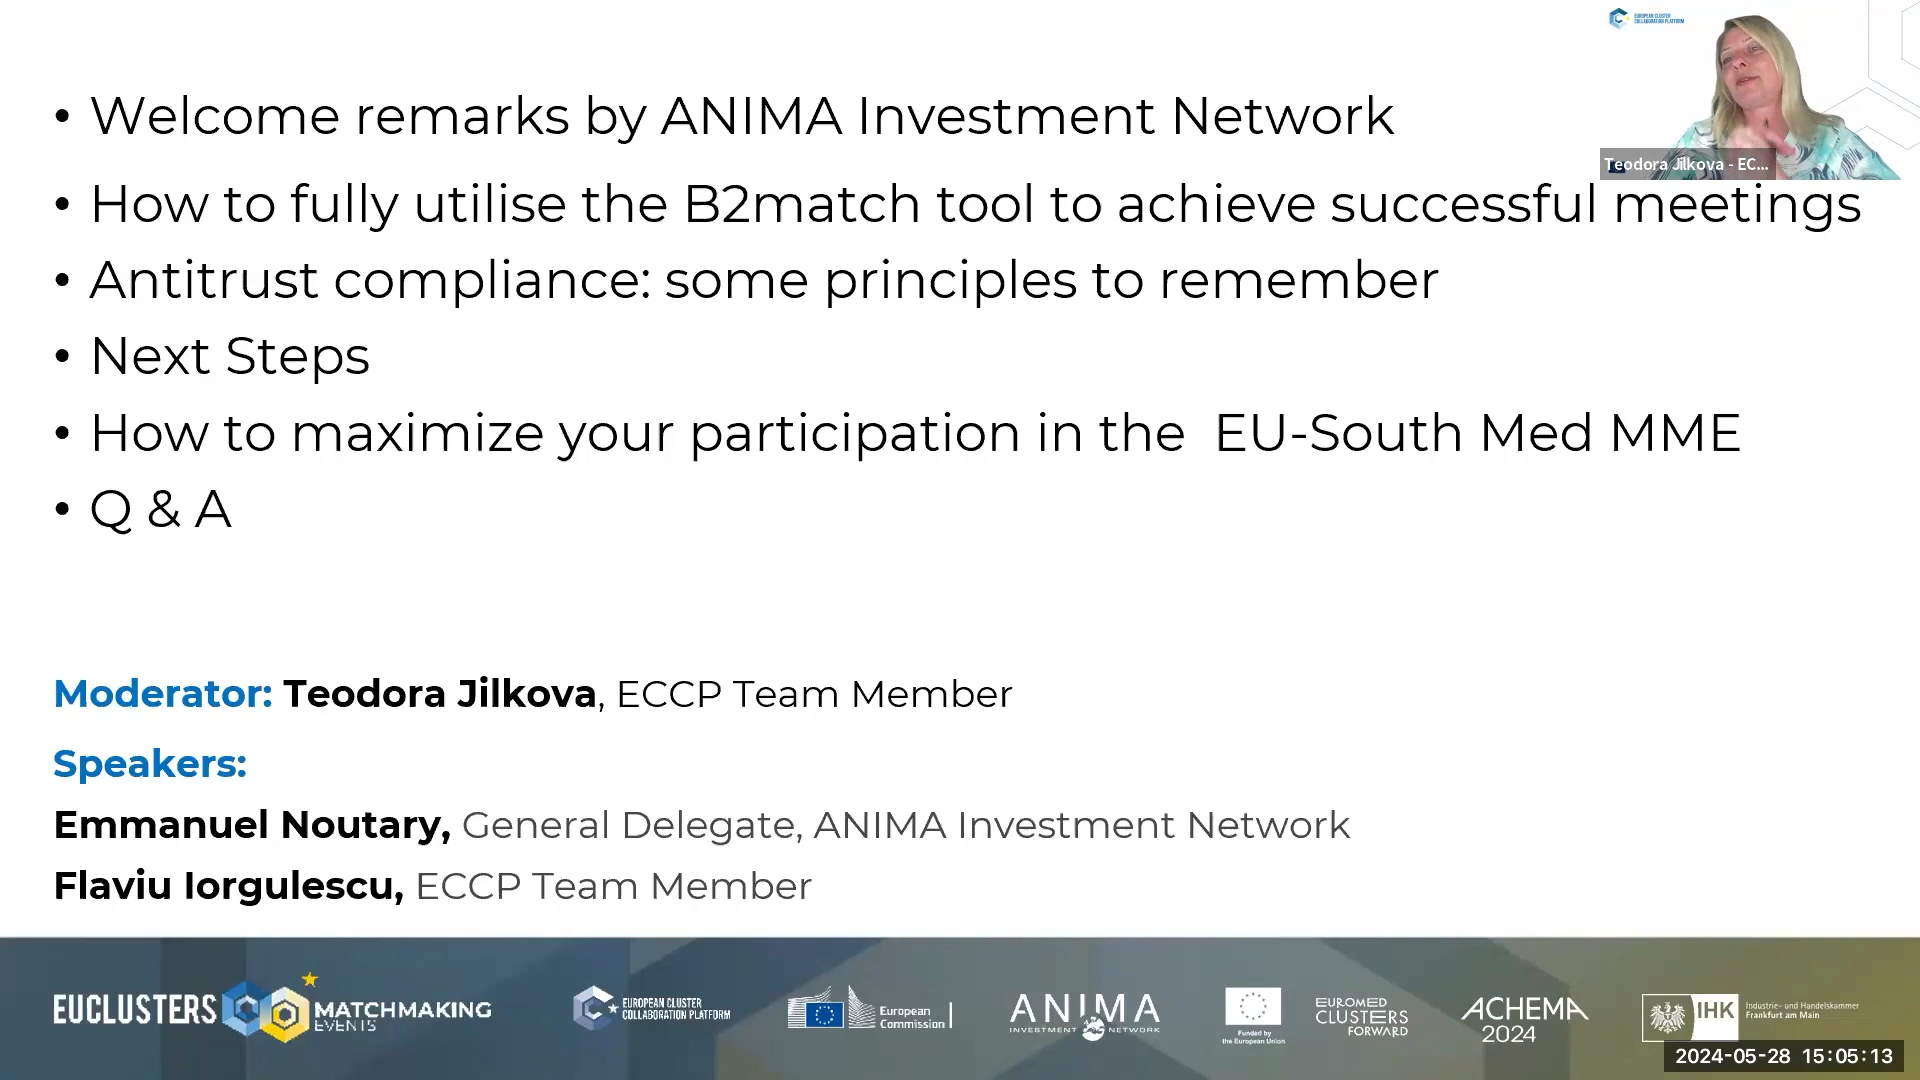 EUROPEAN CLUSTER
COLLABORATION PLATFORM
• Welcome remarks by ANIMA Investment Network
Teodora Jilkova - EC...
• How to fully utilise the B2match tool to achieve successful meetings
• Antitrust compliance: some principles to remember
• Next Steps
• How to maximize your participation in the EU-South Med MME
• Q & A
Moderator: Teodora Jilkova, ECCP Team Member
Speakers:
Emmanuel Noutary, General Delegate, ANIMA Investment Network
Flaviu Iorgulescu, ECCP Team Member
EUCLUSTERS MATCHMAKING
EVENTS
EUROPEAN CLUSTER
COLLABORATION PLATFORM
European
Commission
ANIMA
INVESTMENT NETWORK
Funded by
the European Union
EUROMED
CLUSTERS
FORWARD
ACHEMA
2024
IHK
Industrie- und Handelskammer
Frankfurt am Main
2024-05-28 15:05:13